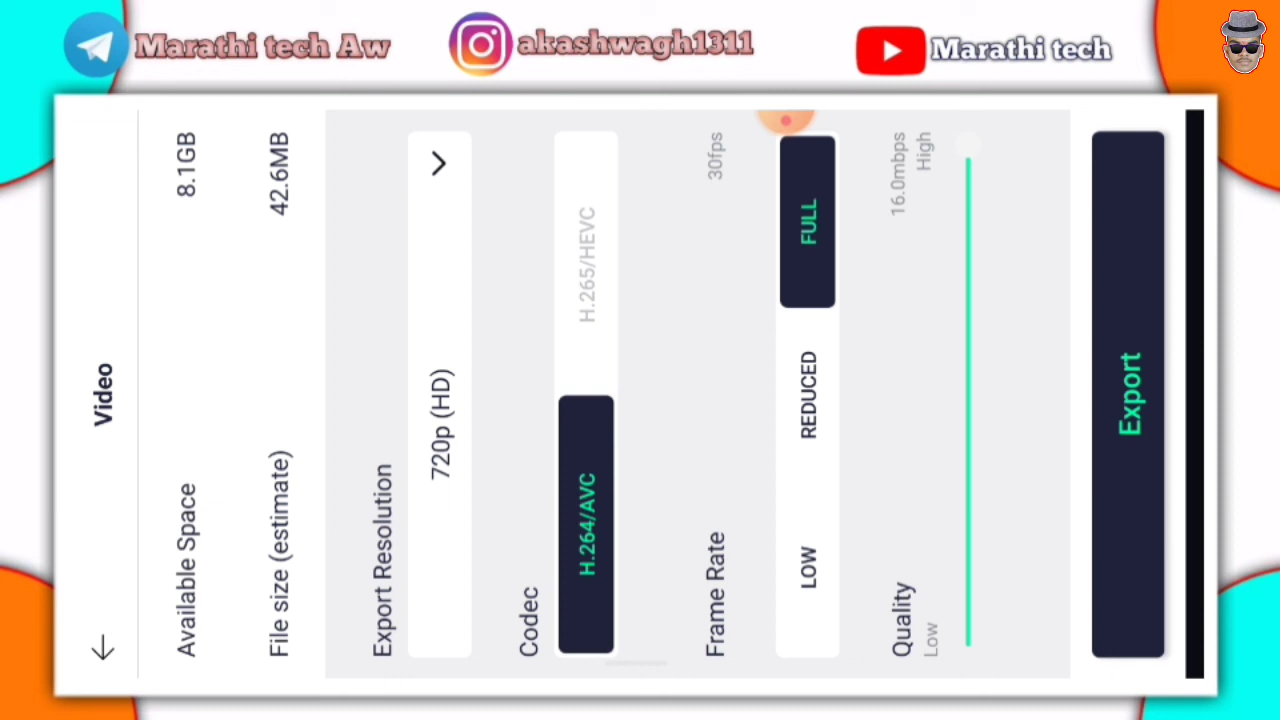 Marathi tech Aw
akashwagh1311
Marathi tech
Video
Available Space 8.1GB
File size (estimate) 42.6MB
Export Resolution
720p (HD)
Codec
H.264/AVC H.265/HEVC
Frame Rate 30fps
LOW REDUCED FULL
Quality 16.0mbps
Low High
Export